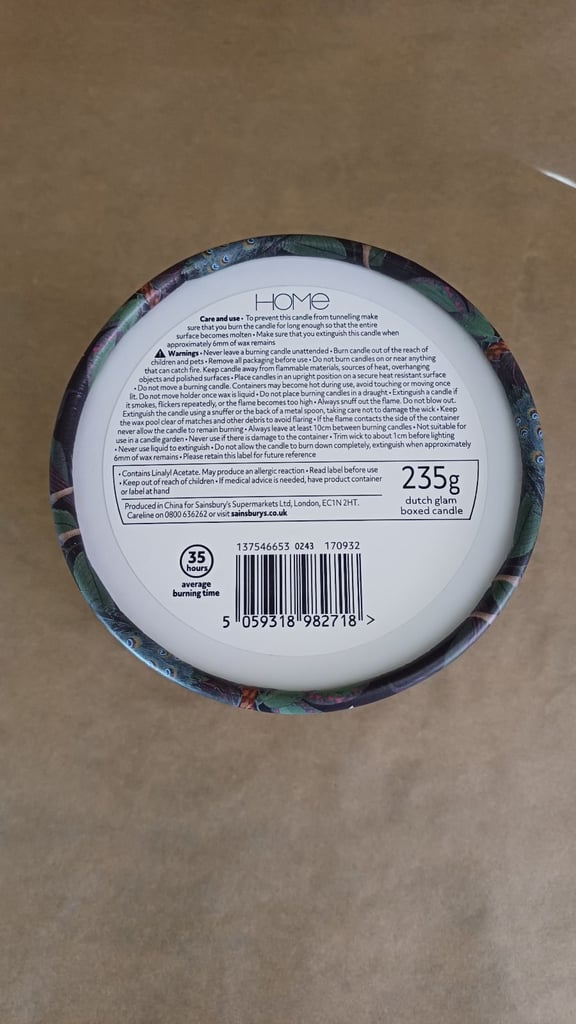 HOME
Care and use • To prevent this candle from tunnelling make
sure that you burn the candle for long enough so that the entire
surface becomes molten • Make sure that you extinguish this candle when
approximately 6mm of wax remains
Warnings • Never leave a burning candle unattended • Burn candle out of the reach of
children and pets • Remove all packaging before use • Do not burn candles on or near anything
that can catch fire. Keep candle away from flammable materials, sources of heat, overhanging
objects and polished surfaces • Place candles in an upright position on a secure heat resistant surface
• Do not move a burning candle. Containers may become hot during use, avoid touching or moving once
lit. Do not move holder once wax is liquid • Do not place burning candles in a draught • Extinguish a candle if
it smokes, flickers repeatedly, or the flame becomes too high • Always snuff out the flame. Do not blow out.
Extinguish the candle using a snuffer or the back of a metal spoon, taking care not to damage the wick • Keep
the wax pool clear of matches and other debris to avoid flaring • If the flame contacts the side of the container
never allow the candle to remain burning • Always leave at least 10cm between burning candles • Not suitable for
use in a candle garden • Never use if there is damage to the container • Trim wick to about 1cm before lighting
• Never use liquid to extinguish • Do not allow the candle to burn down completely, extinguish when approximately
6mm of wax remains • Please retain this label for future reference
• Contains Linalyl Acetate. May produce an allergic reaction • Read label before use
• Keep out of reach of children • If medical advice is needed, have product container
or label at hand
Produced in China for Sainsbury's Supermarkets Ltd, London, EC1N 2HT.
Careline on 0800 636262 or visit sainsburys.co.uk
235g
dutch glam
boxed candle
35
hours
average
burning time
137546653 0243 170932
5 059318 982718 >